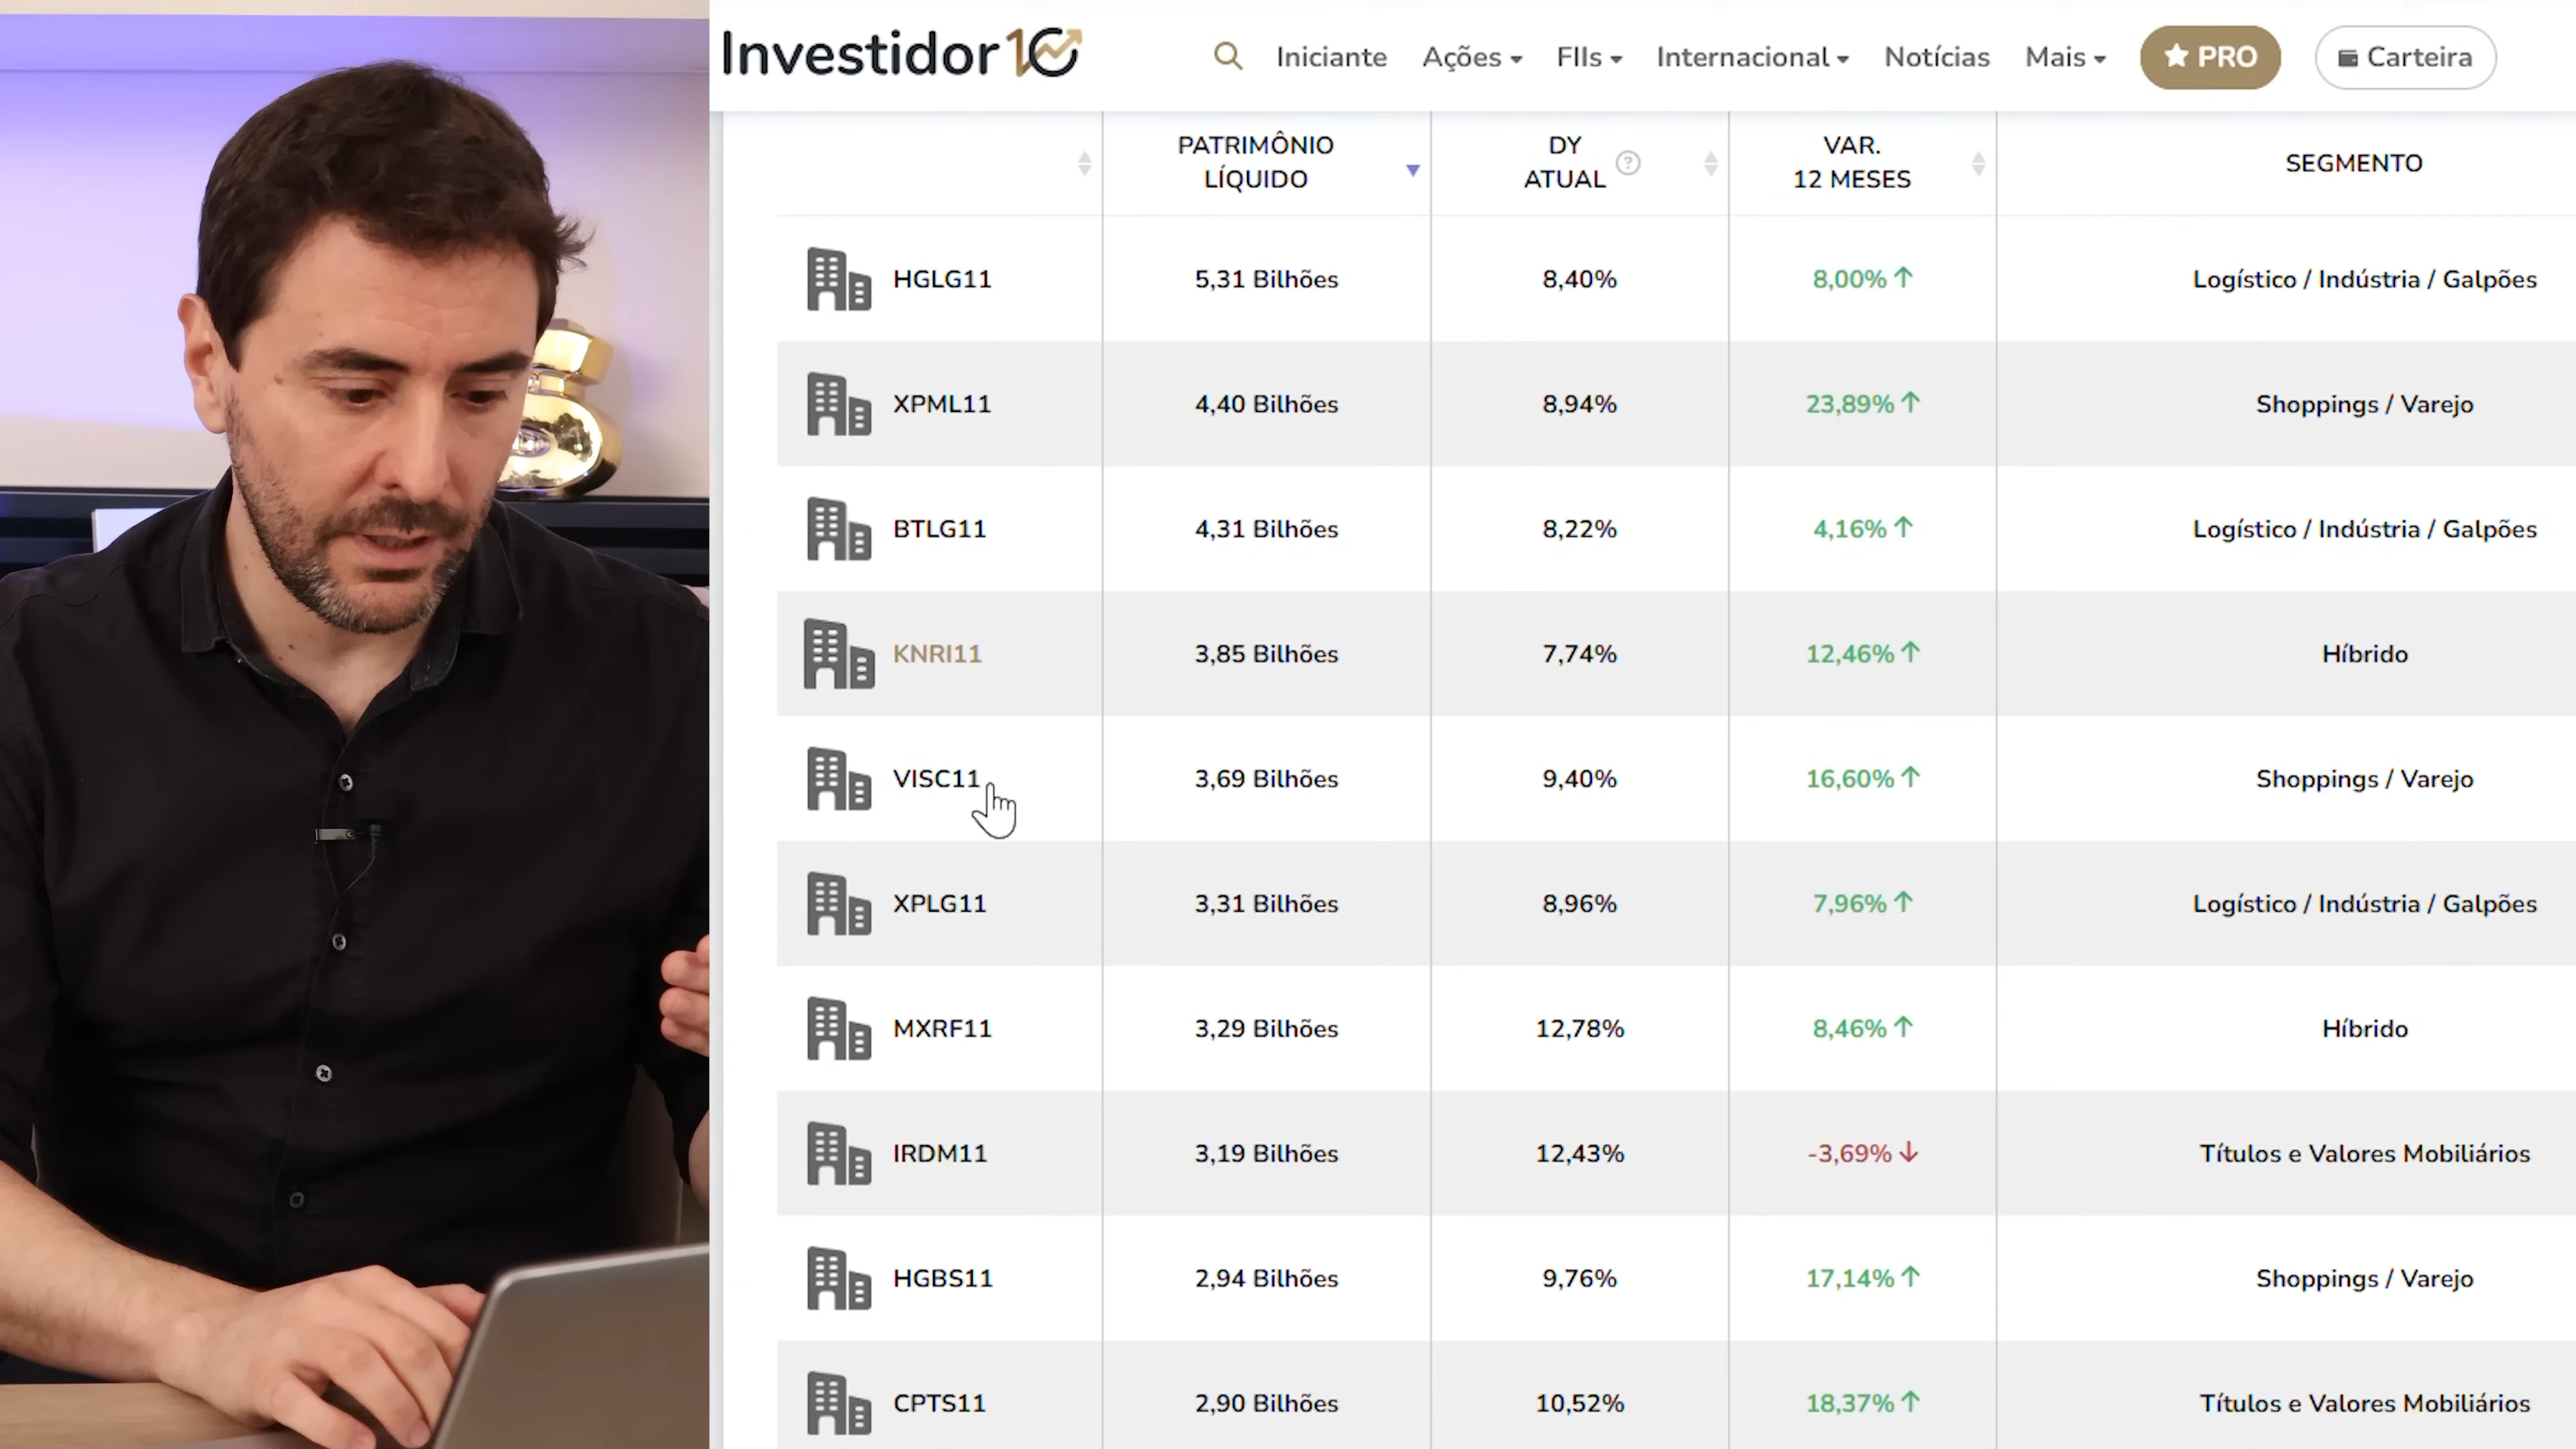 Investidor 10
Iniciante Ações FIIs Internacional Notícias Mais PRO Carteira
PATRIMÔNIO LÍQUIDO DY ATUAL ? VAR. 12 MESES SEGMENTO
HGLG11 5,31 Bilhões 8,40% 8,00% ↑ Logístico / Indústria / Galpões
XPML11 4,40 Bilhões 8,94% 23,89% ↑ Shoppings / Varejo
BTLG11 4,31 Bilhões 8,22% 4,16% ↑ Logístico / Indústria / Galpões
KNRI11 3,85 Bilhões 7,74% 12,46% ↑ Híbrido
VISC11 3,69 Bilhões 9,40% 16,60% ↑ Shoppings / Varejo
XPLG11 3,31 Bilhões 8,96% 7,96% ↑ Logístico / Indústria / Galpões
MXRF11 3,29 Bilhões 12,78% 8,46% ↑ Híbrido
IRDM11 3,19 Bilhões 12,43% -3,69% ↓ Títulos e Valores Mobiliários
HGBS11 2,94 Bilhões 9,76% 17,14% ↑ Shoppings / Varejo
CPTS11 2,90 Bilhões 10,52% 18,37% ↑ Títulos e Valores Mobiliários